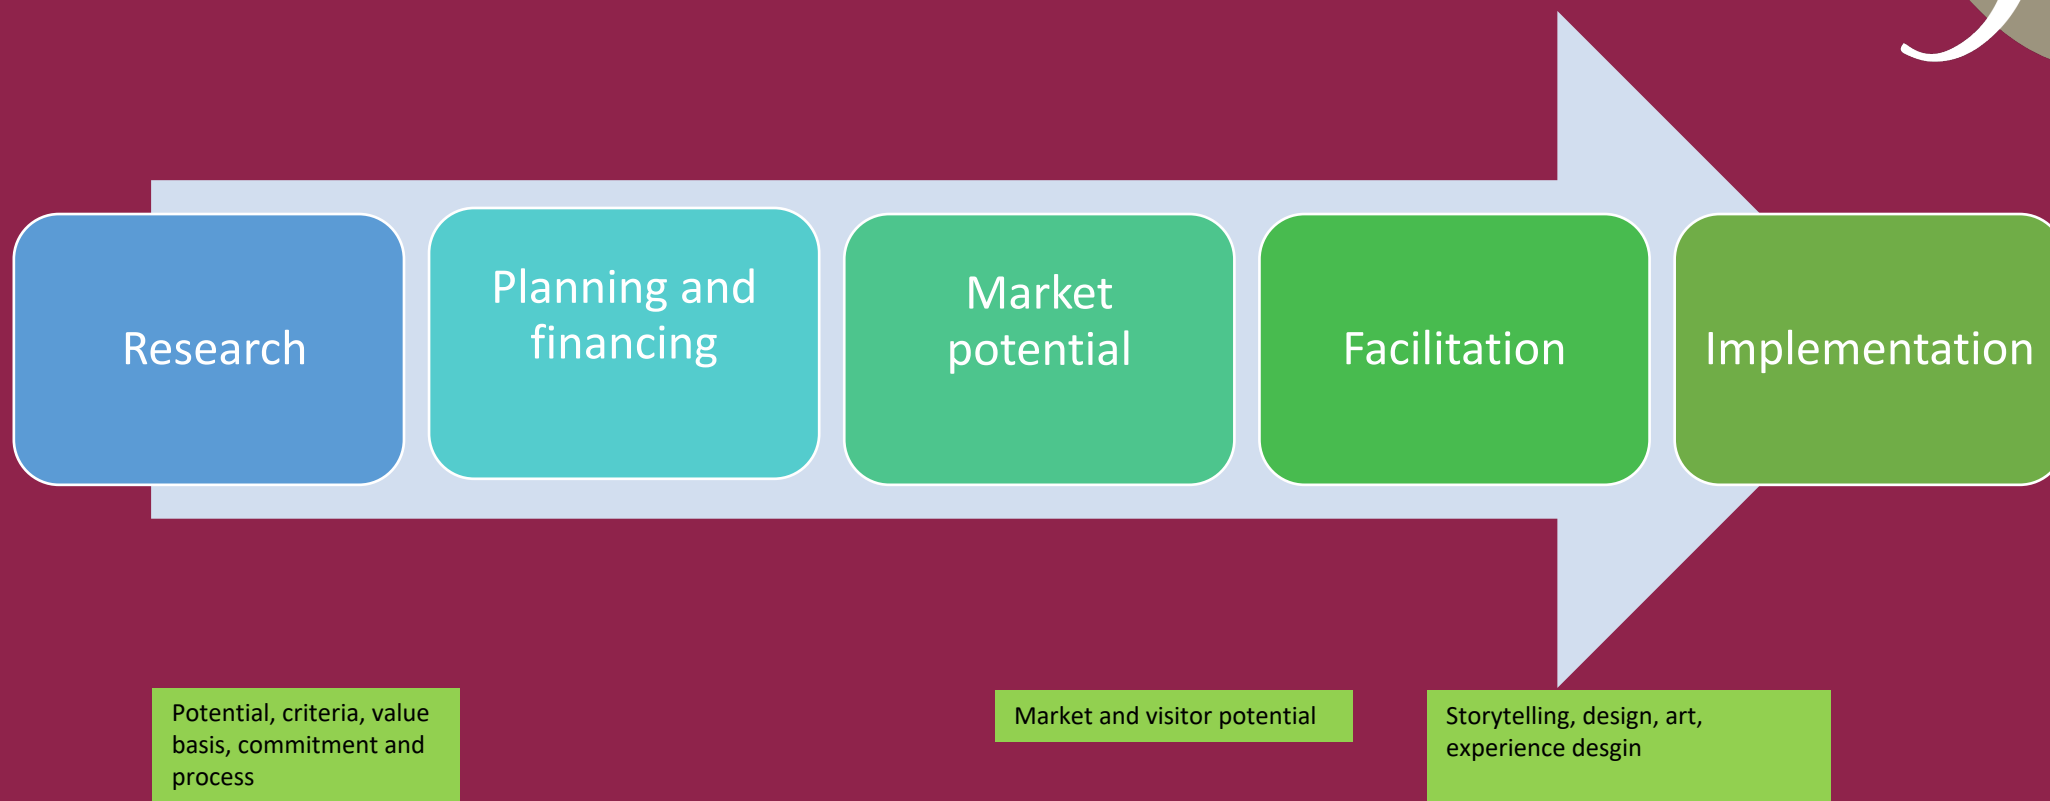 Research
Planning and
financing
Market
potential
Facilitation
Implementation
Potential, criteria, value
basis, commitment and
process
Market and visitor potential
Storytelling, design, art,
experience desgin